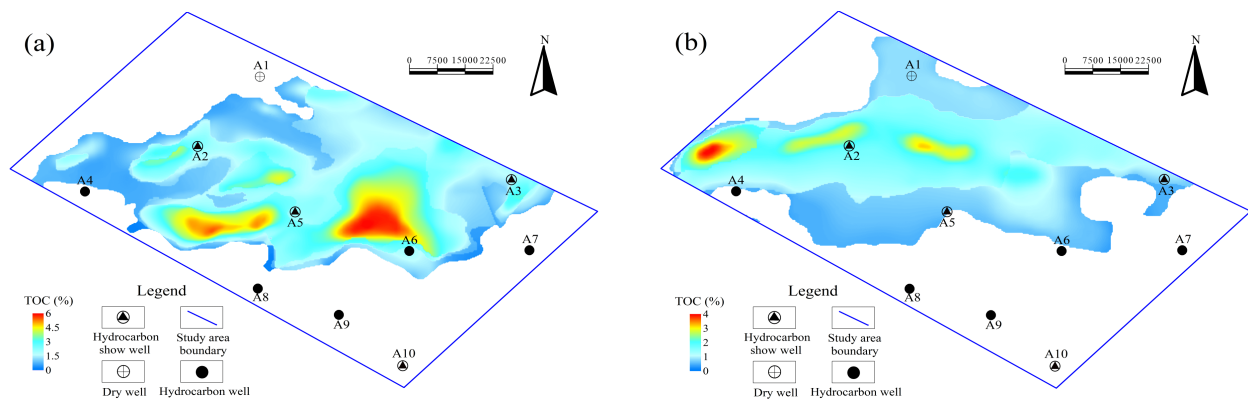 (a)
N
0 7500 15000 22500
A1
A2
A3
A4
A5
A6
A7
A8
A9
A10
TOC (%)
6
4.5
3
1.5
0
Legend
Hydrocarbon
show well
Study area
boundary
Dry well
Hydrocarbon well
(b)
N
0 7500 15000 22500
A1
A2
A3
A4
A5
A6
A7
A8
A9
A10
TOC (%)
4
3
2
1
0
Legend
Hydrocarbon
show well
Study area
boundary
Dry well
Hydrocarbon well